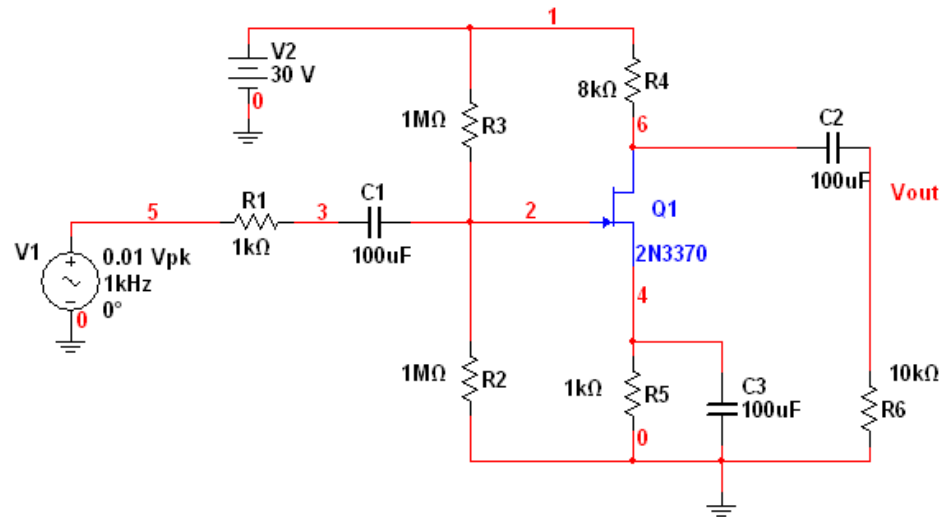 1
V2
30 V
0
8kΩ
R4
1MΩ
R3
6
C2
100uF
Vout
5
R1
1kΩ
3
C1
100uF
2
Q1
2N3370
V1
0.01 Vpk
1kHz
0°
0
4
1MΩ
R2
1kΩ
R5
0
C3
100uF
10kΩ
R6